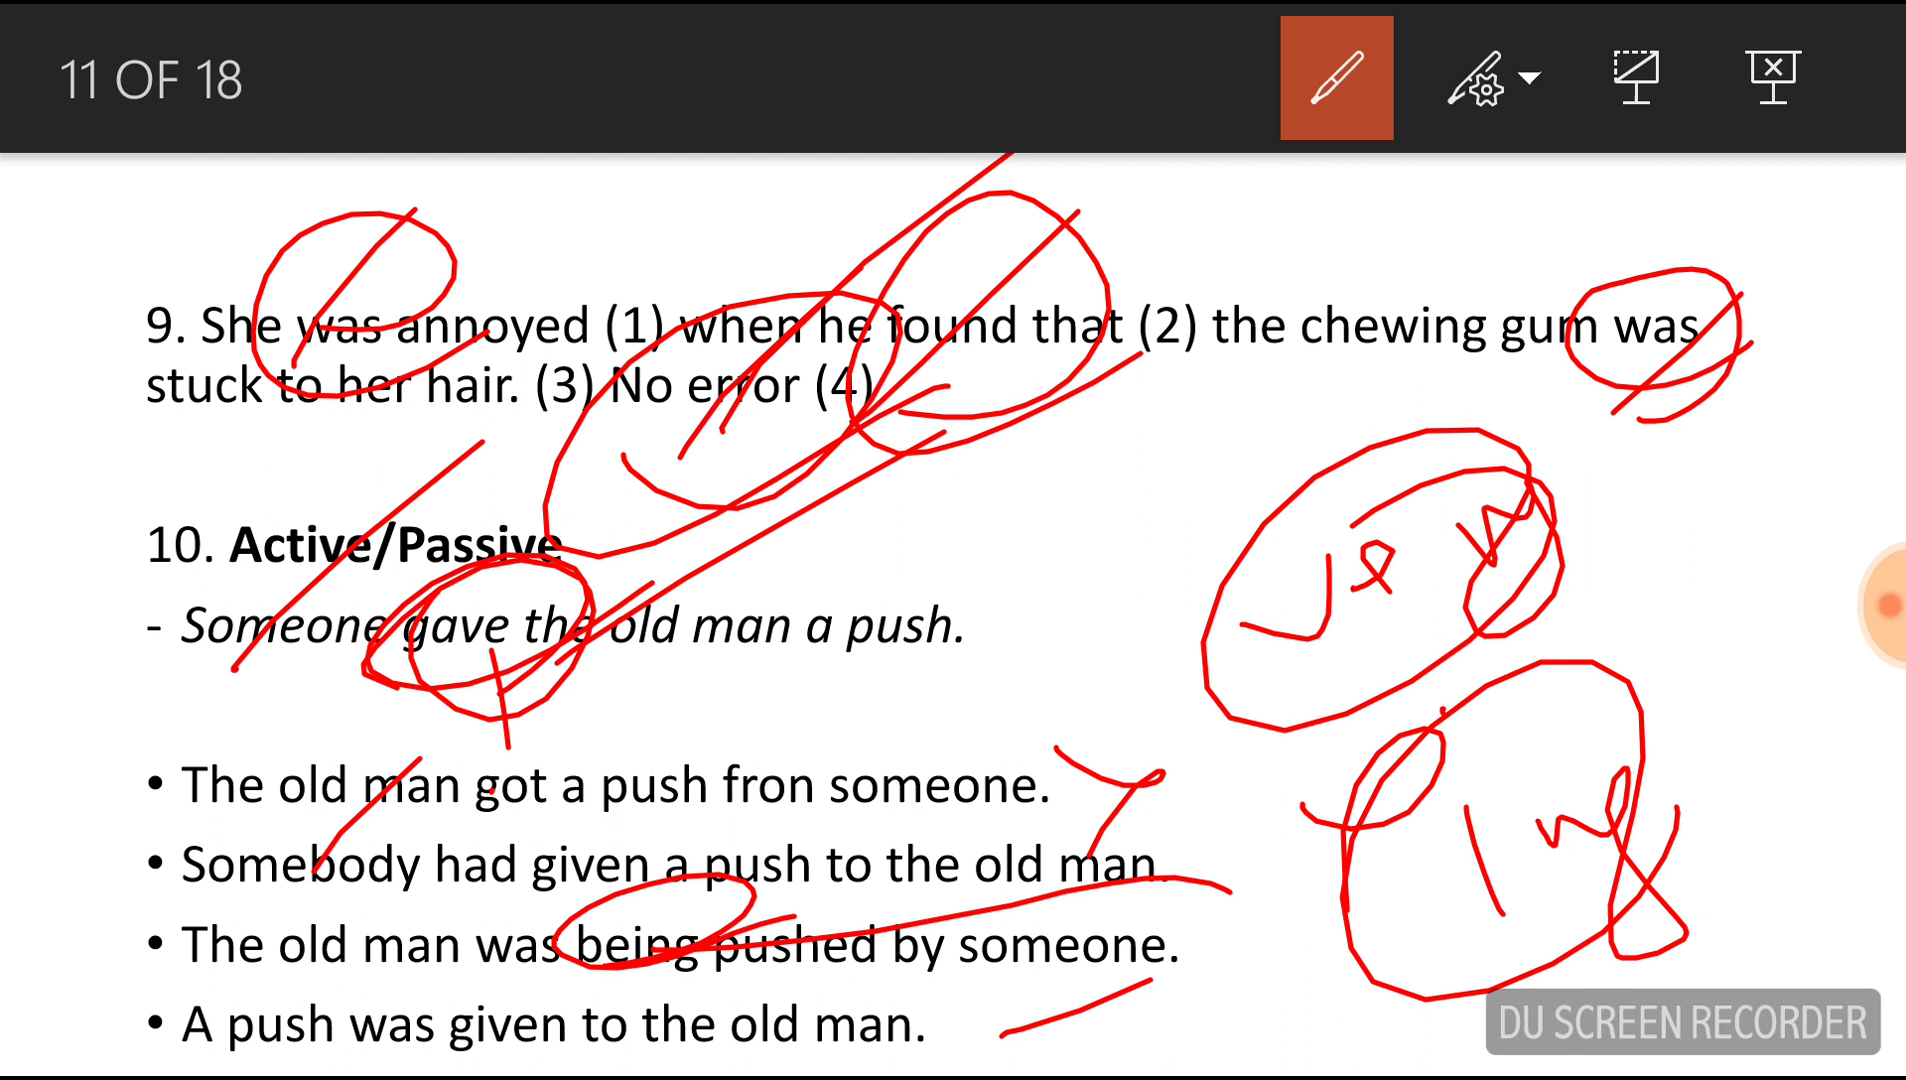 11 OF 18
9. She was annoyed (1) when he found that (2) the chewing gum was
stuck to her hair. (3) No error (4)
10. Active/Passive
- Someone gave the old man a push.
• The old man got a push fron someone.
• Somebody had given a push to the old man.
• The old man was being pushed by someone.
• A push was given to the old man.
DU SCREEN RECORDER